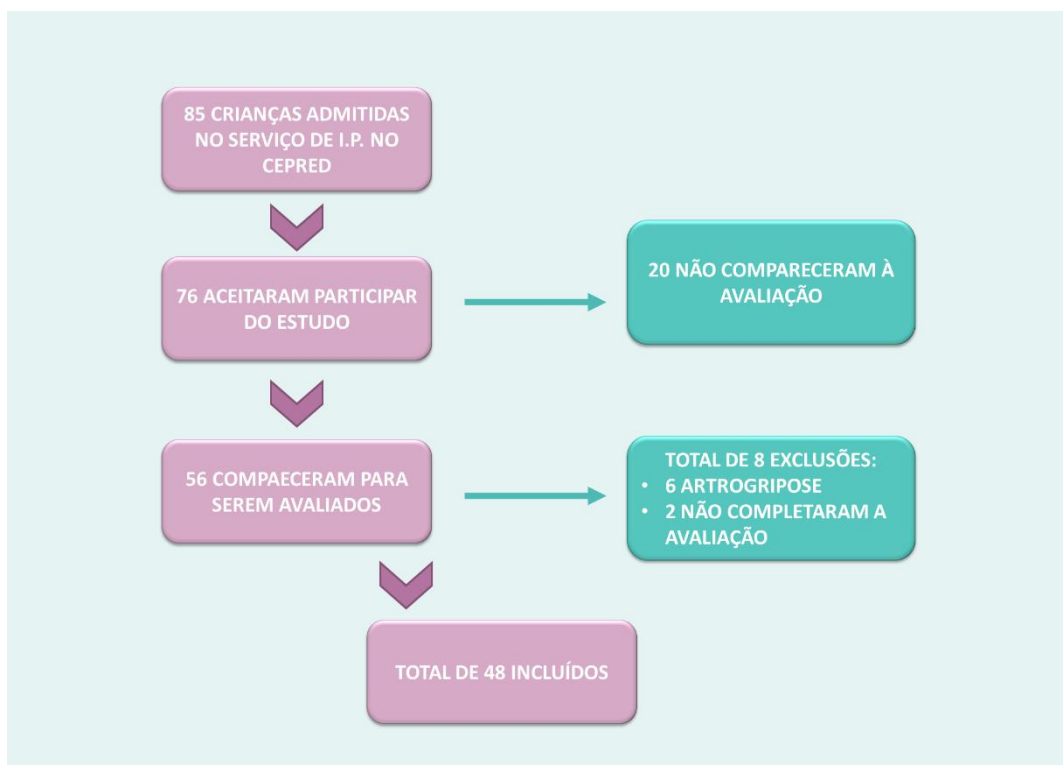 85 CRIANÇAS ADMITIDAS
NO SERVIÇO DE I.P. NO
CEPRED
76 ACEITARAM PARTICIPAR
DO ESTUDO
20 NÃO COMPARECERAM À
AVALIAÇÃO
56 COMPAECERAM PARA
SEREM AVALIADOS
TOTAL DE 8 EXCLUSÕES:
• 6 ARTROGRIPOSE
• 2 NÃO COMPLETARAM A
AVALIAÇÃO
TOTAL DE 48 INCLUÍDOS